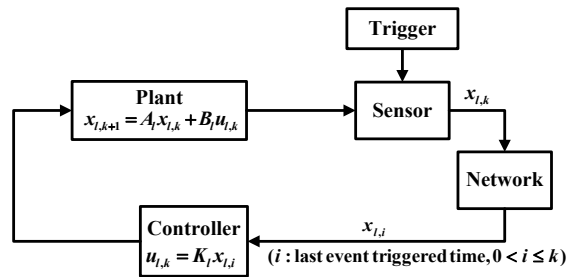 Trigger
Plant
x_{l,k+1} = A_l x_{l,k} + B_l u_{l,k}
Sensor
x_{l,k}
Network
x_{l,i}
(i : last event triggered time, 0 < i ≤ k)
Controller
u_{l,k} = K_l x_{l,i}